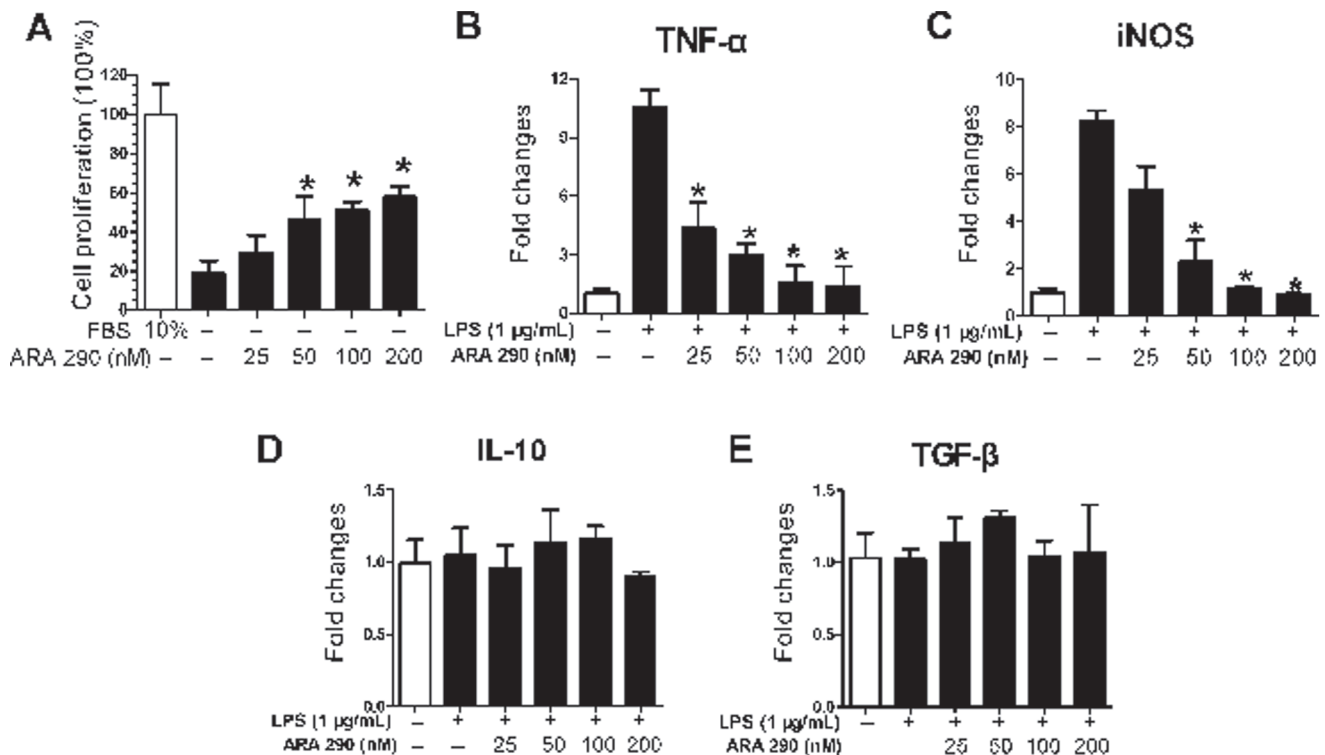 A
Cell proliferation (100%)
120
100
80
60
40
20
0
* * *
FBS 10% – – – – –
ARA 290 (nM) – – 25 50 100 200
B
TNF-α
Fold changes
12
9
6
3
0
* * * *
LPS (1 µg/mL) – + + + + +
ARA 290 (nM) – – 25 50 100 200
C
iNOS
Fold changes
10
8
6
4
2
0
* * *
LPS (1 µg/mL) – + + + + +
ARA 290 (nM) – – 25 50 100 200
D
IL-10
Fold changes
1.5
1.0
0.5
0.0
LPS (1 µg/mL) – + + + + +
ARA 290 (nM) – – 25 50 100 200
E
TGF-β
Fold changes
1.5
1.0
0.5
0.0
LPS (1 µg/mL) – + + + + +
ARA 290 (nM) – – 25 50 100 200